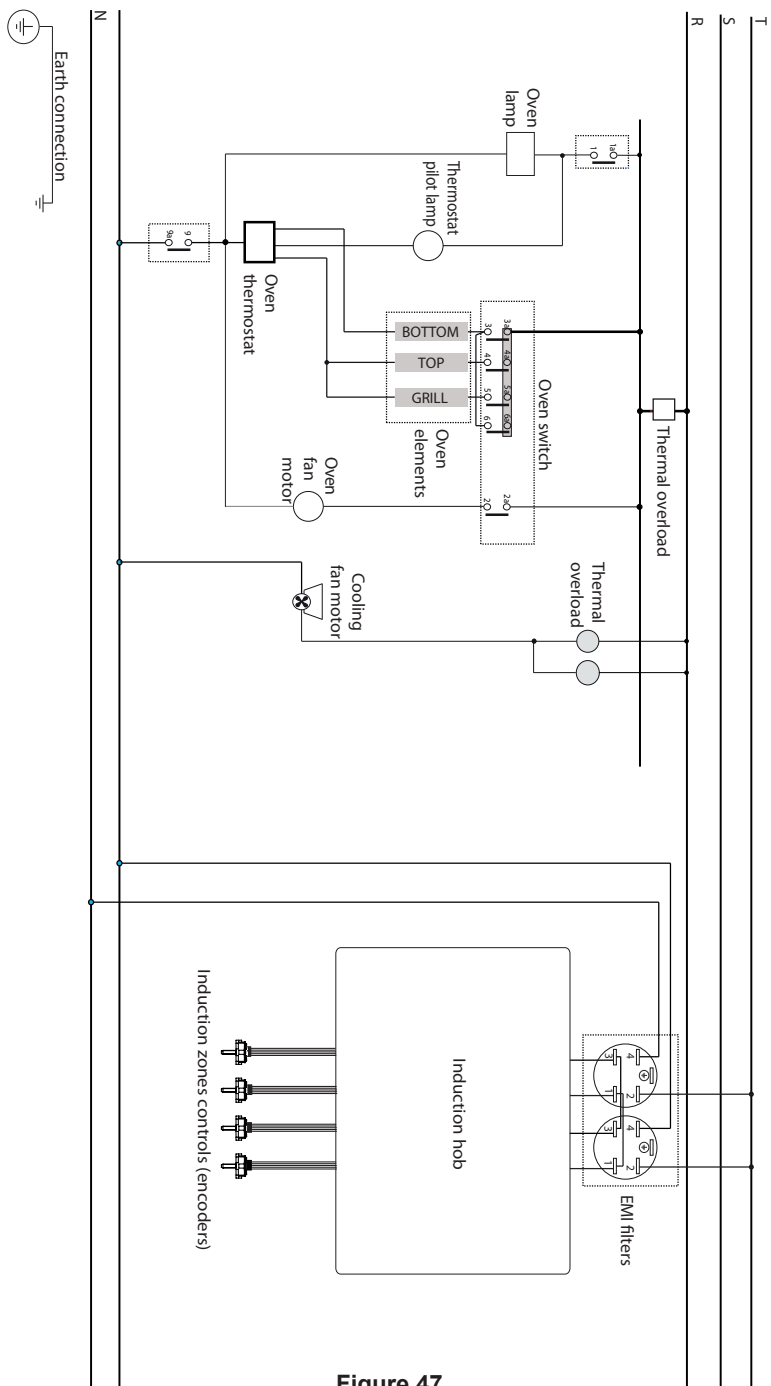 T
S
R
N
Earth connection
1a
1
Oven
lamp
Thermostat
pilot lamp
9
9a
Oven
thermostat
BOTTOM
TOP
GRILL
Oven
elements
3a
4a
5a
6a
3
4
5
6
2a
2
Oven switch
Thermal overload
Oven
fan
motor
Thermal
overload
Cooling
fan motor
3
4
1
2
3
4
1
2
EMI filters
Induction hob
Induction zones controls (encoders)
Figure 47